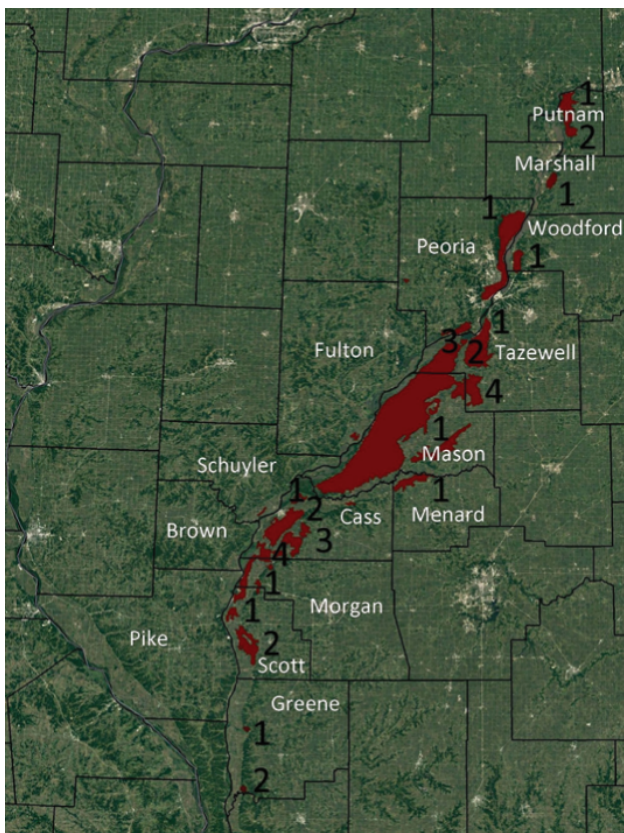 1
Putnam
2
Marshall
1
1
Woodford
Peoria
1
1
3
2
Tazewell
Fulton
4
1
Mason
Schuyler
1
1
2
Cass
Menard
Brown
3
4
1
Morgan
1
Pike
2
Scott
Greene
1
2